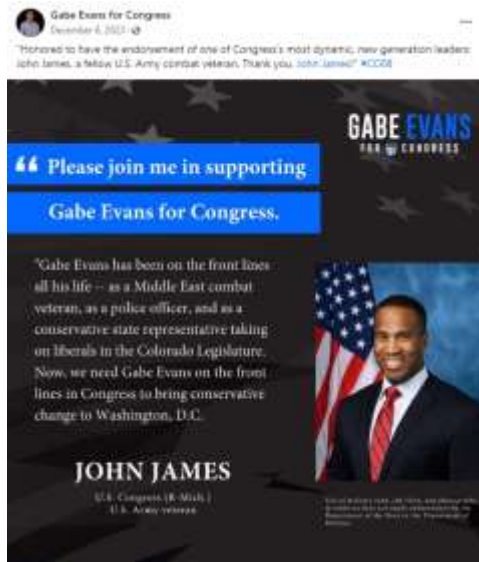 Gabe Evans for Congress
December 6, 2023
"Honored to have the endorsement of one of Congress's most dynamic, new generation leaders:
John James, a fellow U.S. Army combat veteran. Thank you, John James!" #CO08
GABE EVANS
FOR CONGRESS
“ Please join me in supporting
Gabe Evans for Congress.
"Gabe Evans has been on the front lines
all his life -- as a Middle East combat
veteran, as a police officer, and as a
conservative state representative taking
on liberals in the Colorado Legislature.
Now, we need Gabe Evans on the front
lines in Congress to bring conservative
change to Washington, D.C.
JOHN JAMES
U.S. Congress (R-Mich.)
U.S. Army veteran